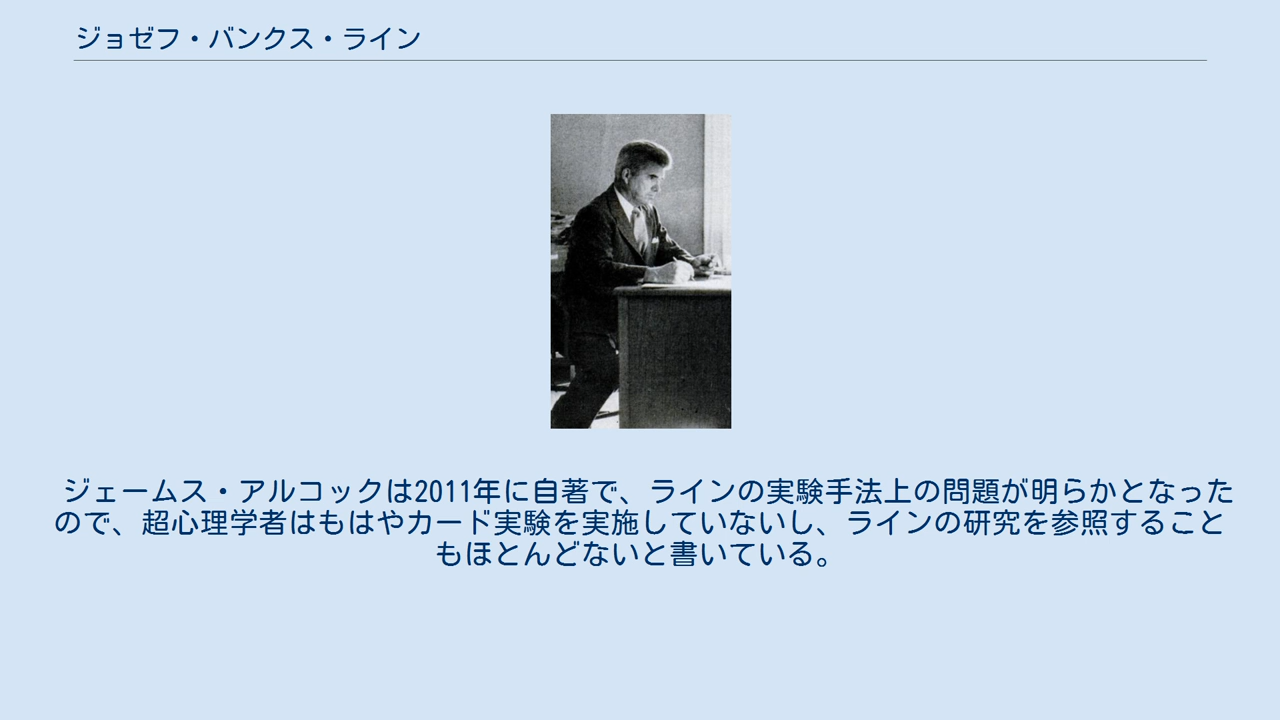 ジョゼフ・バンクス・ライン
ジェームス・アルコックは2011年に自著で、ラインの実験手法上の問題が明らかとなった
ので、超心理学者はもはやカード実験を実施していないし、ラインの研究を参照すること
もほとんどないと書いている。